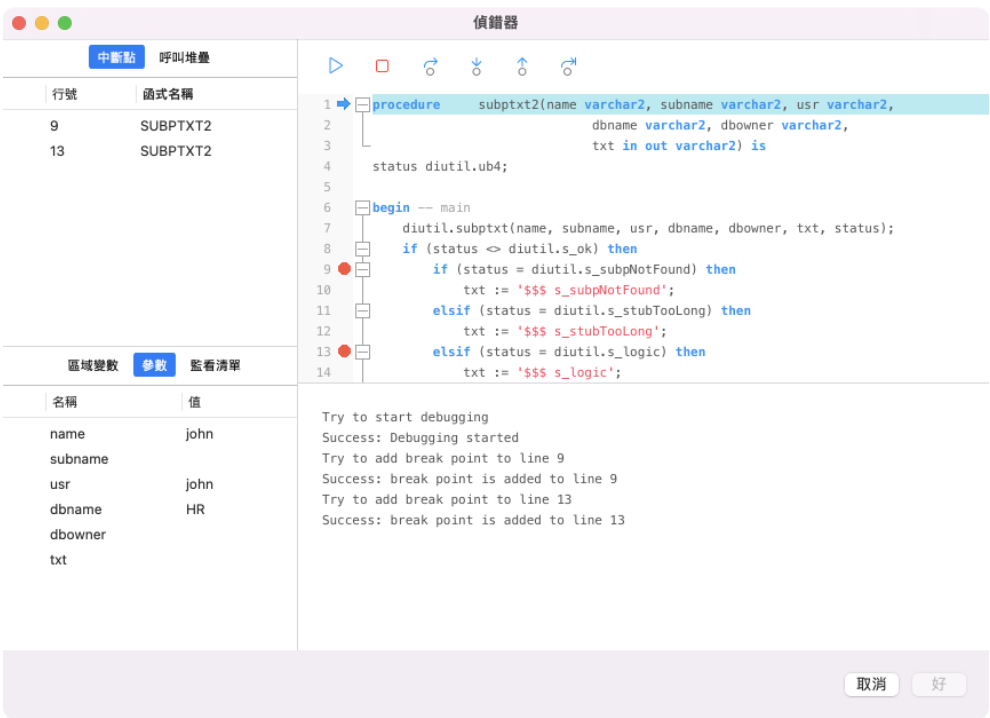 偵錯器
中斷點 呼叫堆疊
行號 函式名稱
9 SUBPTXT2
13 SUBPTXT2
1 procedure subptxt2(name varchar2, subname varchar2, usr varchar2,
2 dbname varchar2, dbowner varchar2,
3 txt in out varchar2) is
4 status diutil.ub4;
5
6 begin -- main
7 diutil.subptxt(name, subname, usr, dbname, dbowner, txt, status);
8 if (status <> diutil.s_ok) then
9 if (status = diutil.s_subpNotFound) then
10 txt := '$$$ s_subpNotFound';
11 elsif (status = diutil.s_stubTooLong) then
12 txt := '$$$ s_stubTooLong';
13 elsif (status = diutil.s_logic) then
14 txt := '$$$ s_logic';
區域變數 參數 監看清單
名稱 值
name john
subname
usr john
dbname HR
dbowner
txt
Try to start debugging
Success: Debugging started
Try to add break point to line 9
Success: break point is added to line 9
Try to add break point to line 13
Success: break point is added to line 13
取消 好